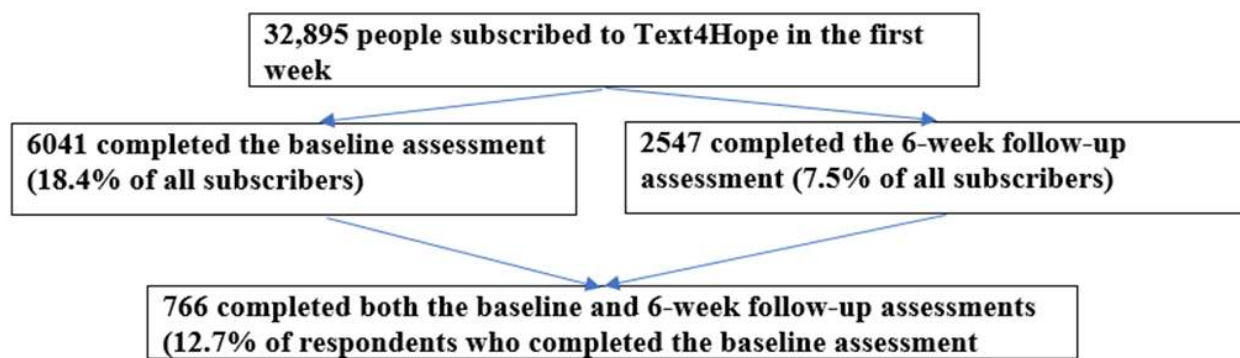 32,895 people subscribed to Text4Hope in the first
week
6041 completed the baseline assessment
(18.4% of all subscribers)
2547 completed the 6-week follow-up
assessment (7.5% of all subscribers)
766 completed both the baseline and 6-week follow-up assessments
(12.7% of respondents who completed the baseline assessment